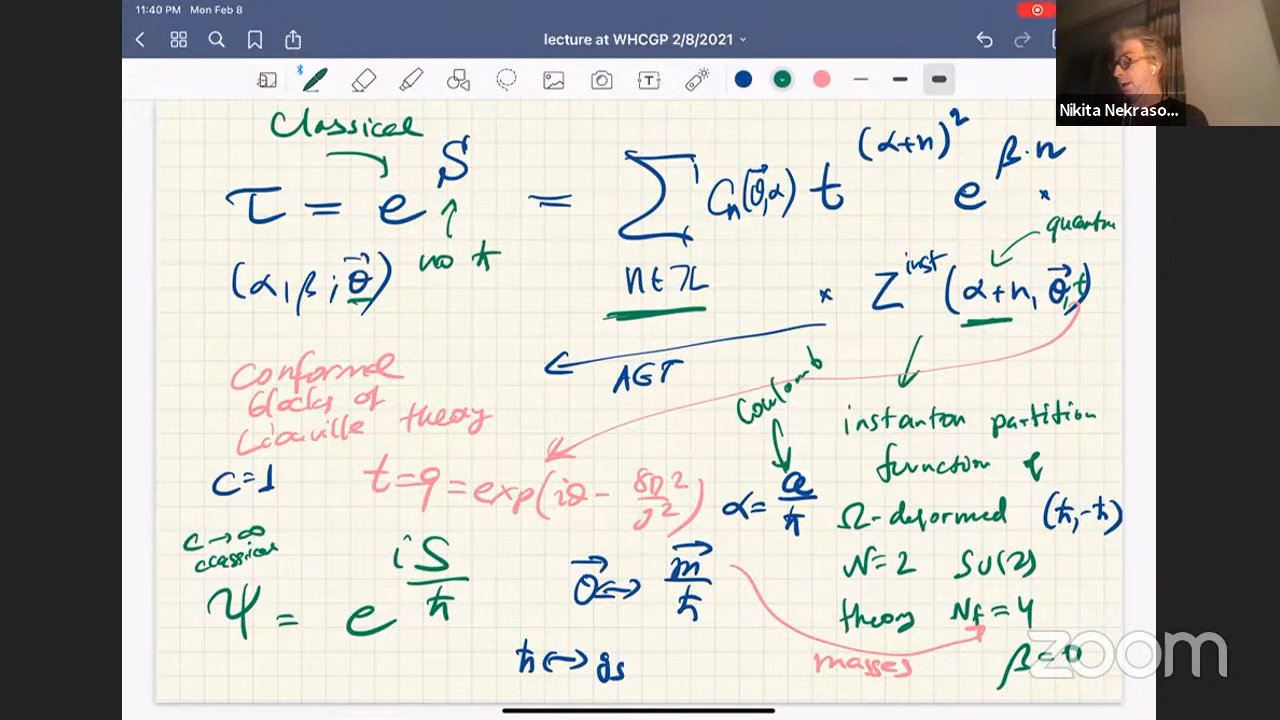 11:40 PM Mon Feb 8
lecture at WHCGP 2/8/2021
Nikita Nekraso...
Classical
τ = e^S = Σ C_n(θ⃗,α) t^(α+n)² e^β·n ×
n∈ℤ
no ħ
quantum
(α,β; θ⃗)
× Z^inst (α+n, θ⃗, t)
AGT
Conformal
blocks of
Liouville theory
Coulomb
instanton partition
function of
c=1
t=q=exp(iϑ - 8π²/g²)
α = a/ħ
Ω-deformed (ħ,-ħ)
c→∞
classical
Ψ = e^iS/ħ
θ⃗ ↔ m⃗/ħ
N=2 SU(2)
theory N_f=4
ħ ↔ g_s
masses
β=0
zoom